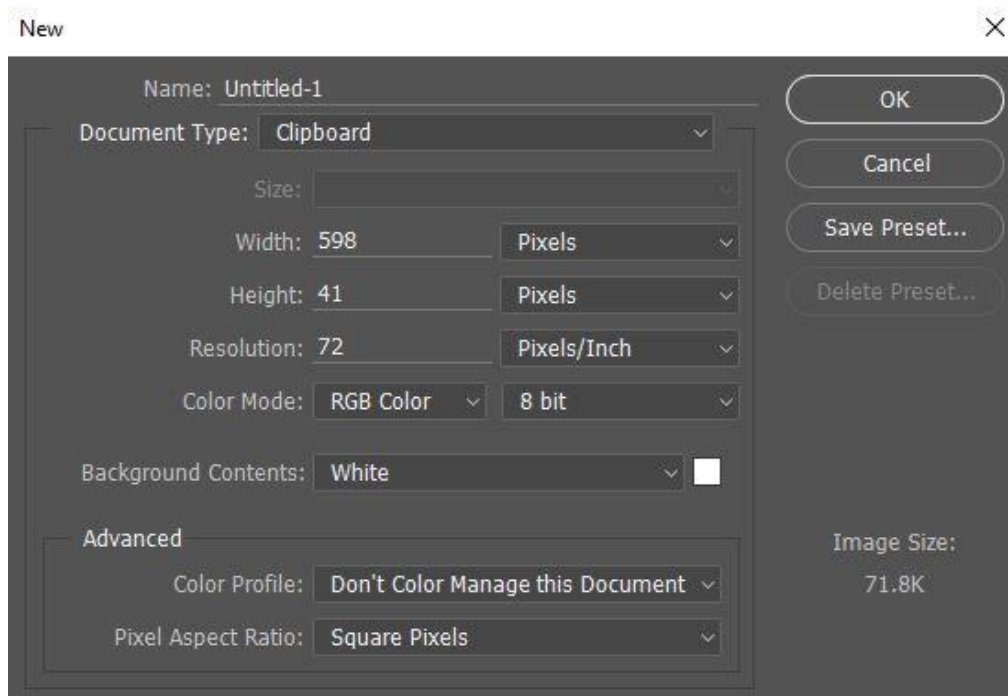 New
Name: Untitled-1
OK
Document Type: Clipboard
Cancel
Size:
Width: 598 Pixels
Save Preset...
Height: 41 Pixels
Delete Preset...
Resolution: 72 Pixels/Inch
Color Mode: RGB Color 8 bit
Background Contents: White
Advanced
Image Size:
Color Profile: Don't Color Manage this Document
71.8K
Pixel Aspect Ratio: Square Pixels